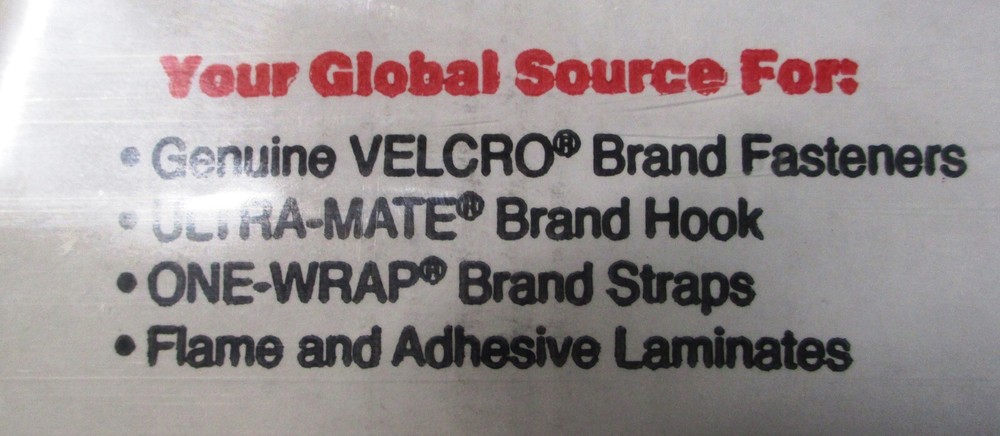 Your Global Source For:
• Genuine VELCRO® Brand Fasteners
• ULTRA-MATE® Brand Hook
• ONE-WRAP® Brand Straps
• Flame and Adhesive Laminates